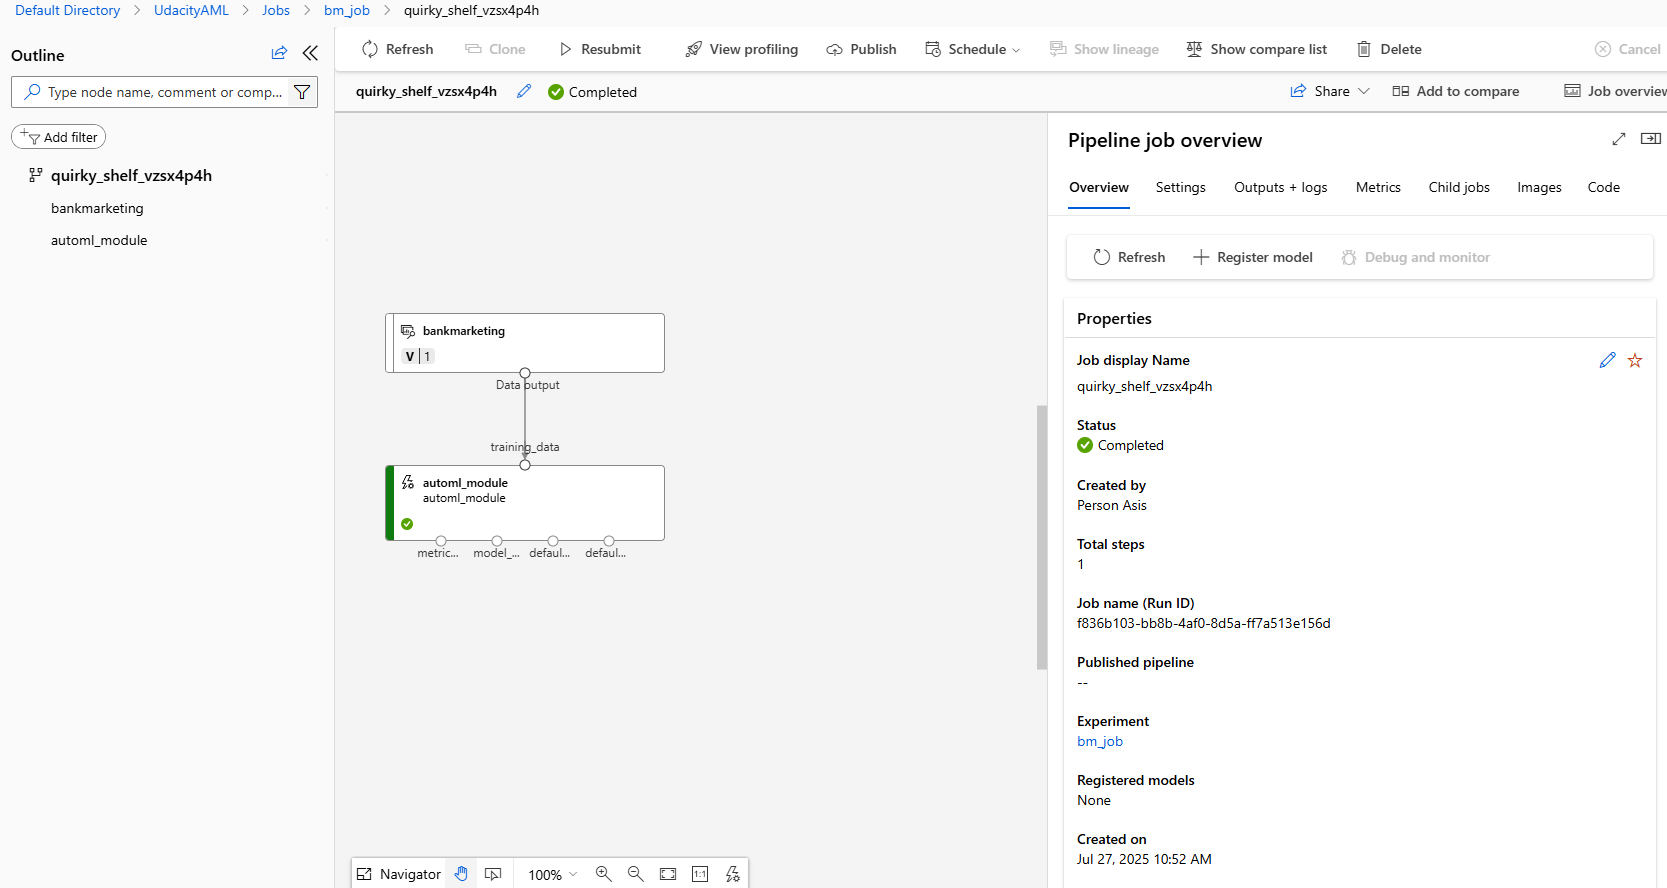 Default Directory > UdacityAML > Jobs > bm_job > quirky_shelf_vzsx4p4h
Outline
Type node name, comment or comp...
Add filter
quirky_shelf_vzsx4p4h
bankmarketing
automl_module
Refresh Clone Resubmit View profiling Publish Schedule Show lineage Show compare list Delete Cancel
quirky_shelf_vzsx4p4h Completed Share Add to compare Job overview
bankmarketing
V 1
Data output
training_data
automl_module
automl_module
metric... model_... defaul... defaul...
Navigator 100% 1:1
Pipeline job overview
Overview Settings Outputs + logs Metrics Child jobs Images Code
Refresh Register model Debug and monitor
Properties
Job display Name
quirky_shelf_vzsx4p4h
Status
Completed
Created by
Person Asis
Total steps
1
Job name (Run ID)
f836b103-bb8b-4af0-8d5a-ff7a513e156d
Published pipeline
--
Experiment
bm_job
Registered models
None
Created on
Jul 27, 2025 10:52 AM